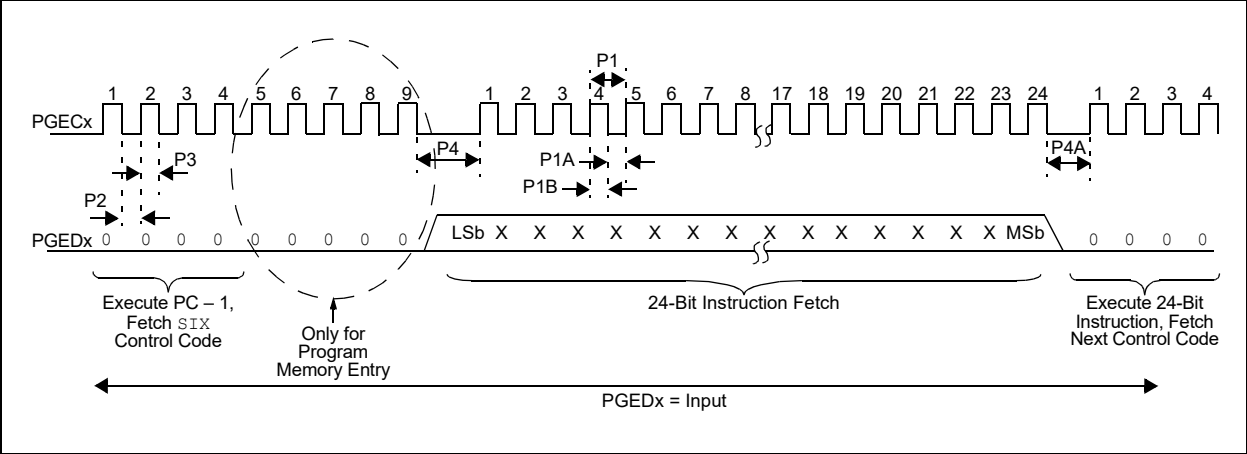 P1
1 2 3 4 5 6 7 8 9 1 2 3 4 5 6 7 8 17 18 19 20 21 22 23 24 1 2 3 4
PGECx
P4
P4A
P3
P1A
P1B
P2
PGEDx 0 0 0 0 0 0 0 0 0 LSb X X X X X X X X X X X X X X MSb 0 0 0 0
Execute PC – 1,
Fetch SIX
Control Code
Only for
Program
Memory Entry
24-Bit Instruction Fetch
Execute 24-Bit
Instruction, Fetch
Next Control Code
PGEDx = Input